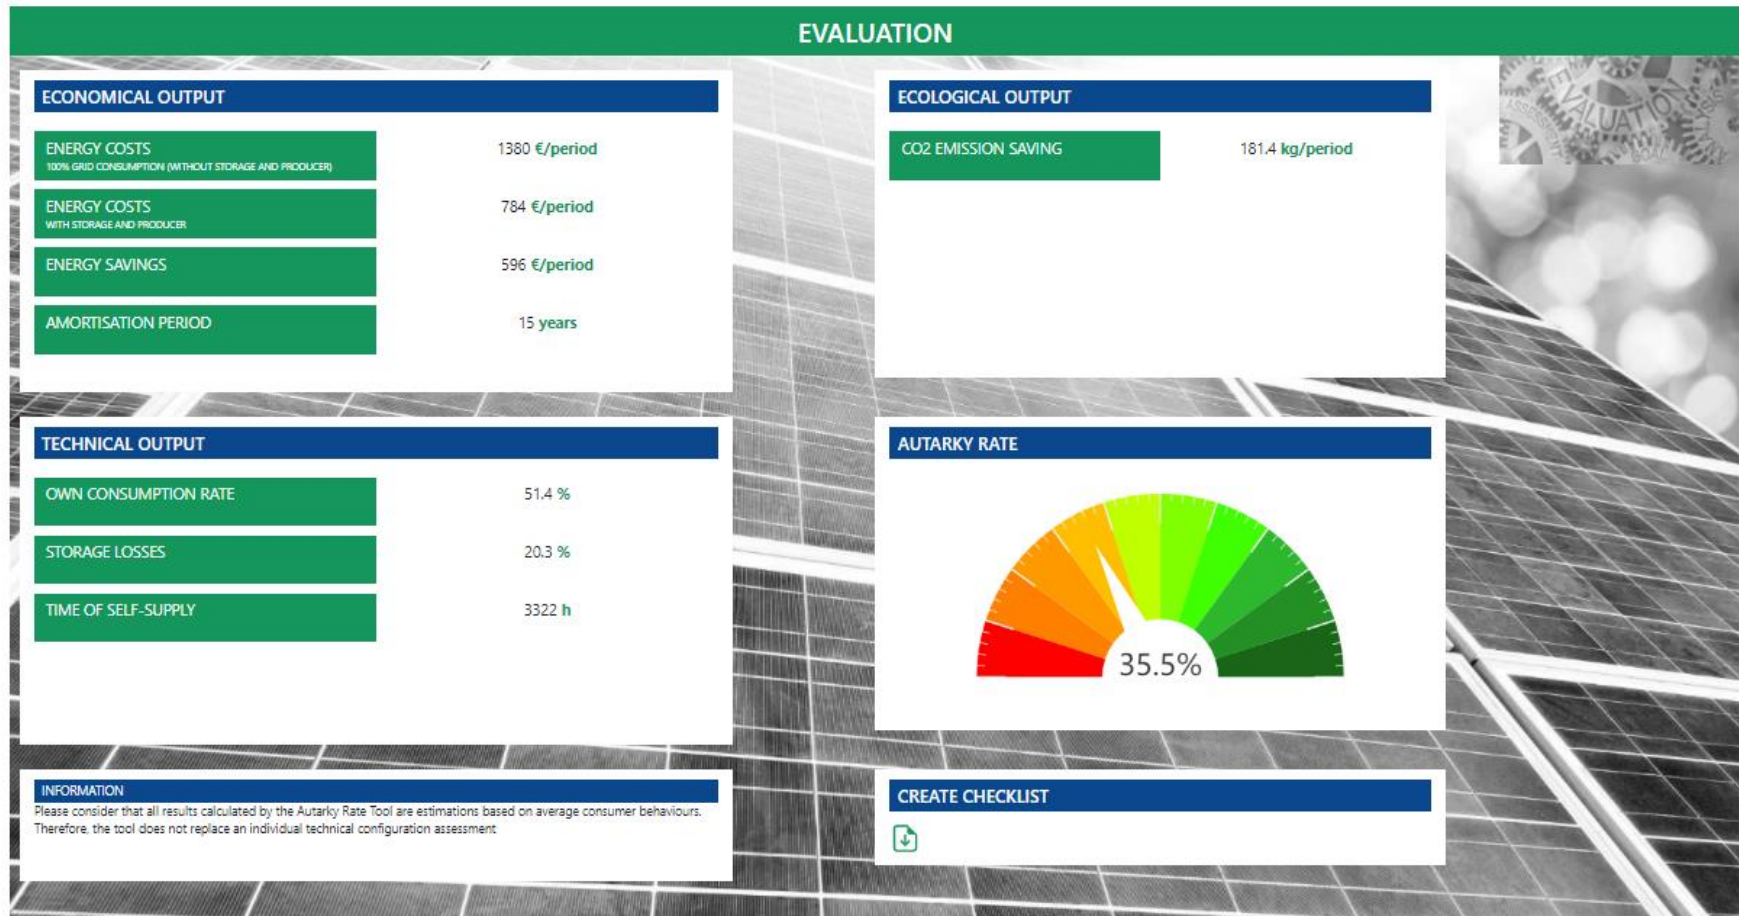 EVALUATION
ECONOMICAL OUTPUT
ENERGY COSTS
100% GRID CONSUMPTION (WITHOUT STORAGE AND PRODUCER)
1380 €/period
ENERGY COSTS
WITH STORAGE AND PRODUCER
784 €/period
ENERGY SAVINGS
596 €/period
AMORTISATION PERIOD
15 years
ECOLOGICAL OUTPUT
CO2 EMISSION SAVING
181.4 kg/period
EVALUATION
GOAL
TECHNICAL OUTPUT
OWN CONSUMPTION RATE
51.4 %
STORAGE LOSSES
20.3 %
TIME OF SELF-SUPPLY
3322 h
AUTARKY RATE
35.5%
INFORMATION
Please consider that all results calculated by the Autarky Rate Tool are estimations based on average consumer behaviours.
Therefore, the tool does not replace an individual technical configuration assessment
CREATE CHECKLIST